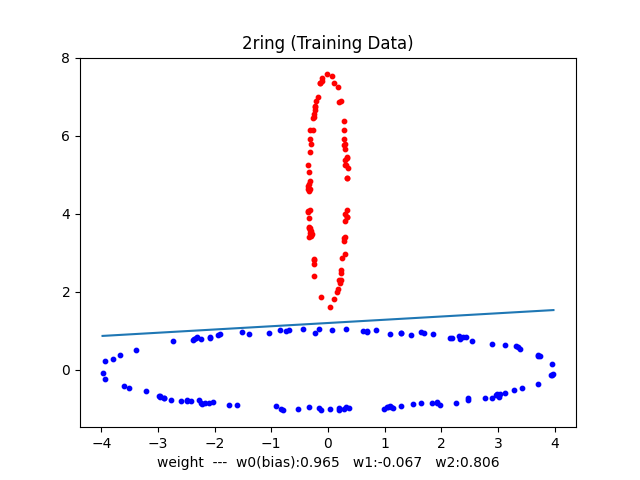 2ring (Training Data)
8
6
4
2
0
−4 −3 −2 −1 0 1 2 3 4
weight --- w0(bias):0.965 w1:-0.067 w2:0.806